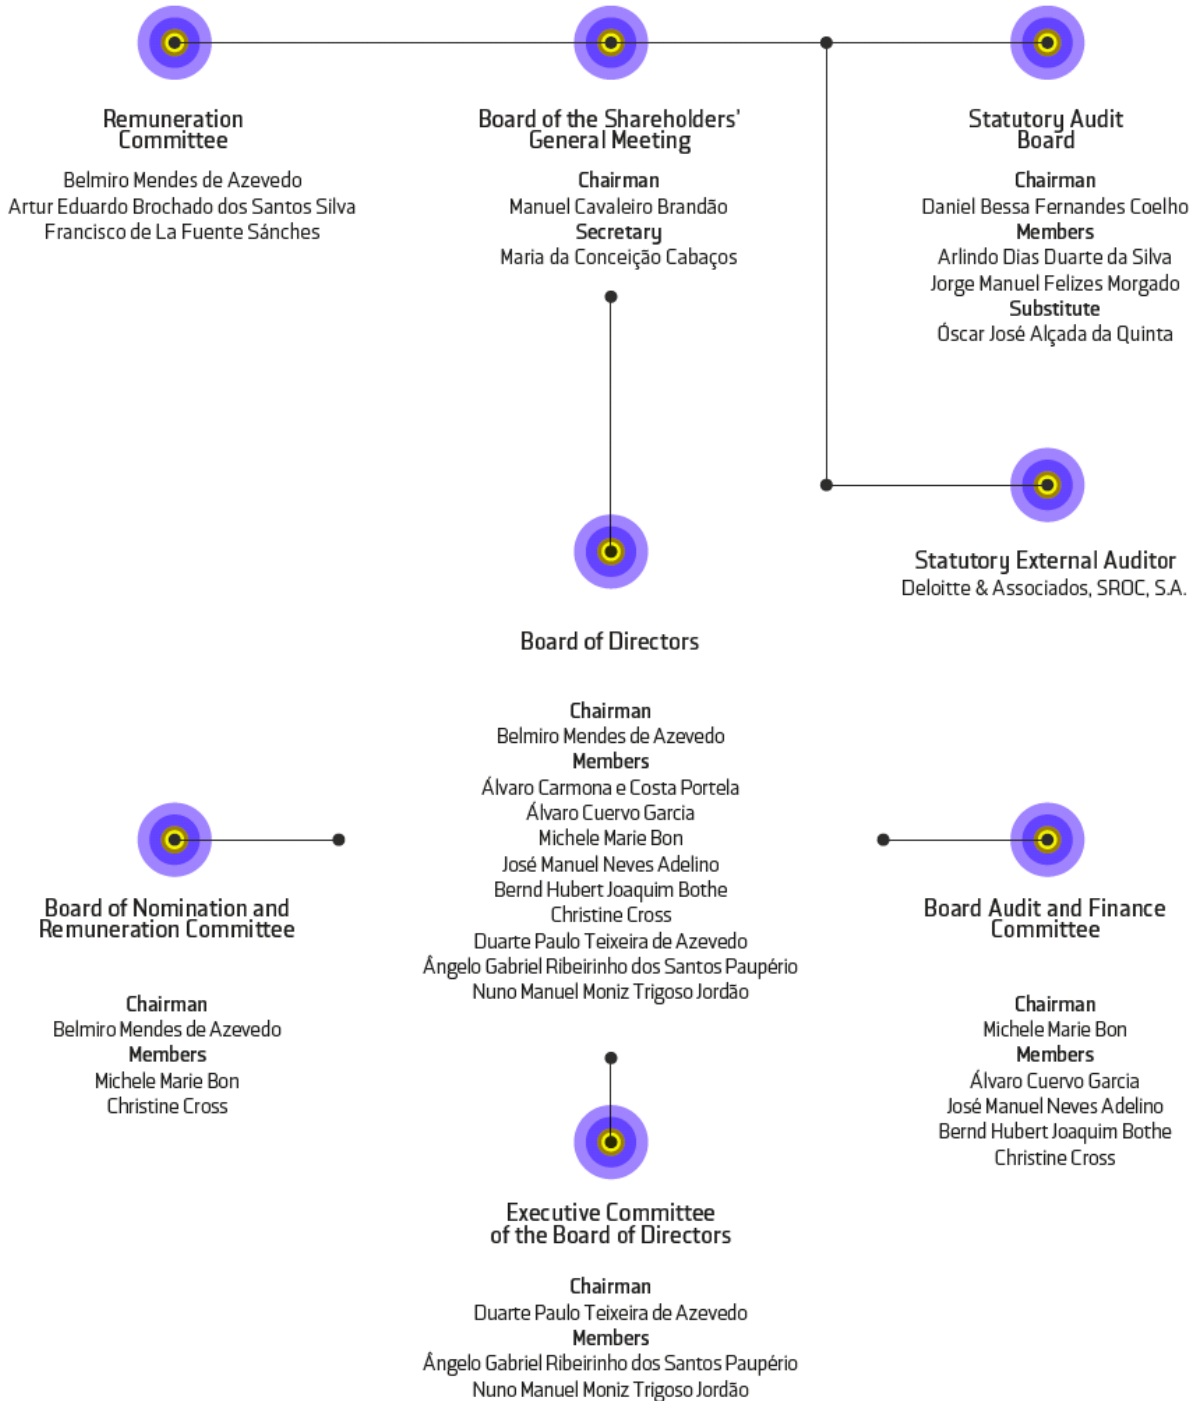 Remuneration
Committee
Belmiro Mendes de Azevedo
Artur Eduardo Brochado dos Santos Silva
Francisco de La Fuente Sánches
Board of the Shareholders'
General Meeting
Chairman
Manuel Cavaleiro Brandão
Secretary
Maria da Conceição Cabaços
Statutory Audit
Board
Chairman
Daniel Bessa Fernandes Coelho
Members
Arlindo Dias Duarte da Silva
Jorge Manuel Felizes Morgado
Substitute
Óscar José Alçada da Quinta
Statutory External Auditor
Deloitte & Associados, SROC, S.A.
Board of Directors
Chairman
Belmiro Mendes de Azevedo
Members
Álvaro Carmona e Costa Portela
Álvaro Cuervo Garcia
Michele Marie Bon
José Manuel Neves Adelino
Bernd Hubert Joaquim Bothe
Christine Cross
Duarte Paulo Teixeira de Azevedo
Ângelo Gabriel Ribeirinho dos Santos Paupério
Nuno Manuel Moniz Trigoso Jordão
Board of Nomination and
Remuneration Committee
Chairman
Belmiro Mendes de Azevedo
Members
Michele Marie Bon
Christine Cross
Board Audit and Finance
Committee
Chairman
Michele Marie Bon
Members
Álvaro Cuervo Garcia
José Manuel Neves Adelino
Bernd Hubert Joaquim Bothe
Christine Cross
Executive Committee
of the Board of Directors
Chairman
Duarte Paulo Teixeira de Azevedo
Members
Ângelo Gabriel Ribeirinho dos Santos Paupério
Nuno Manuel Moniz Trigoso Jordão